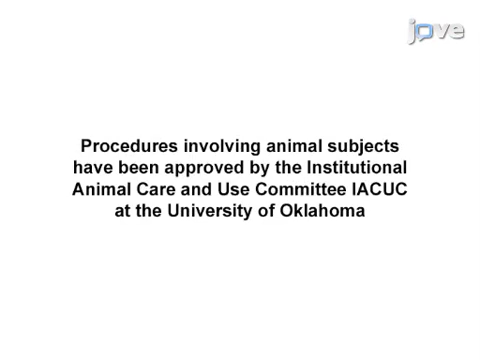 jove
Procedures involving animal subjects
have been approved by the Institutional
Animal Care and Use Committee IACUC
at the University of Oklahoma